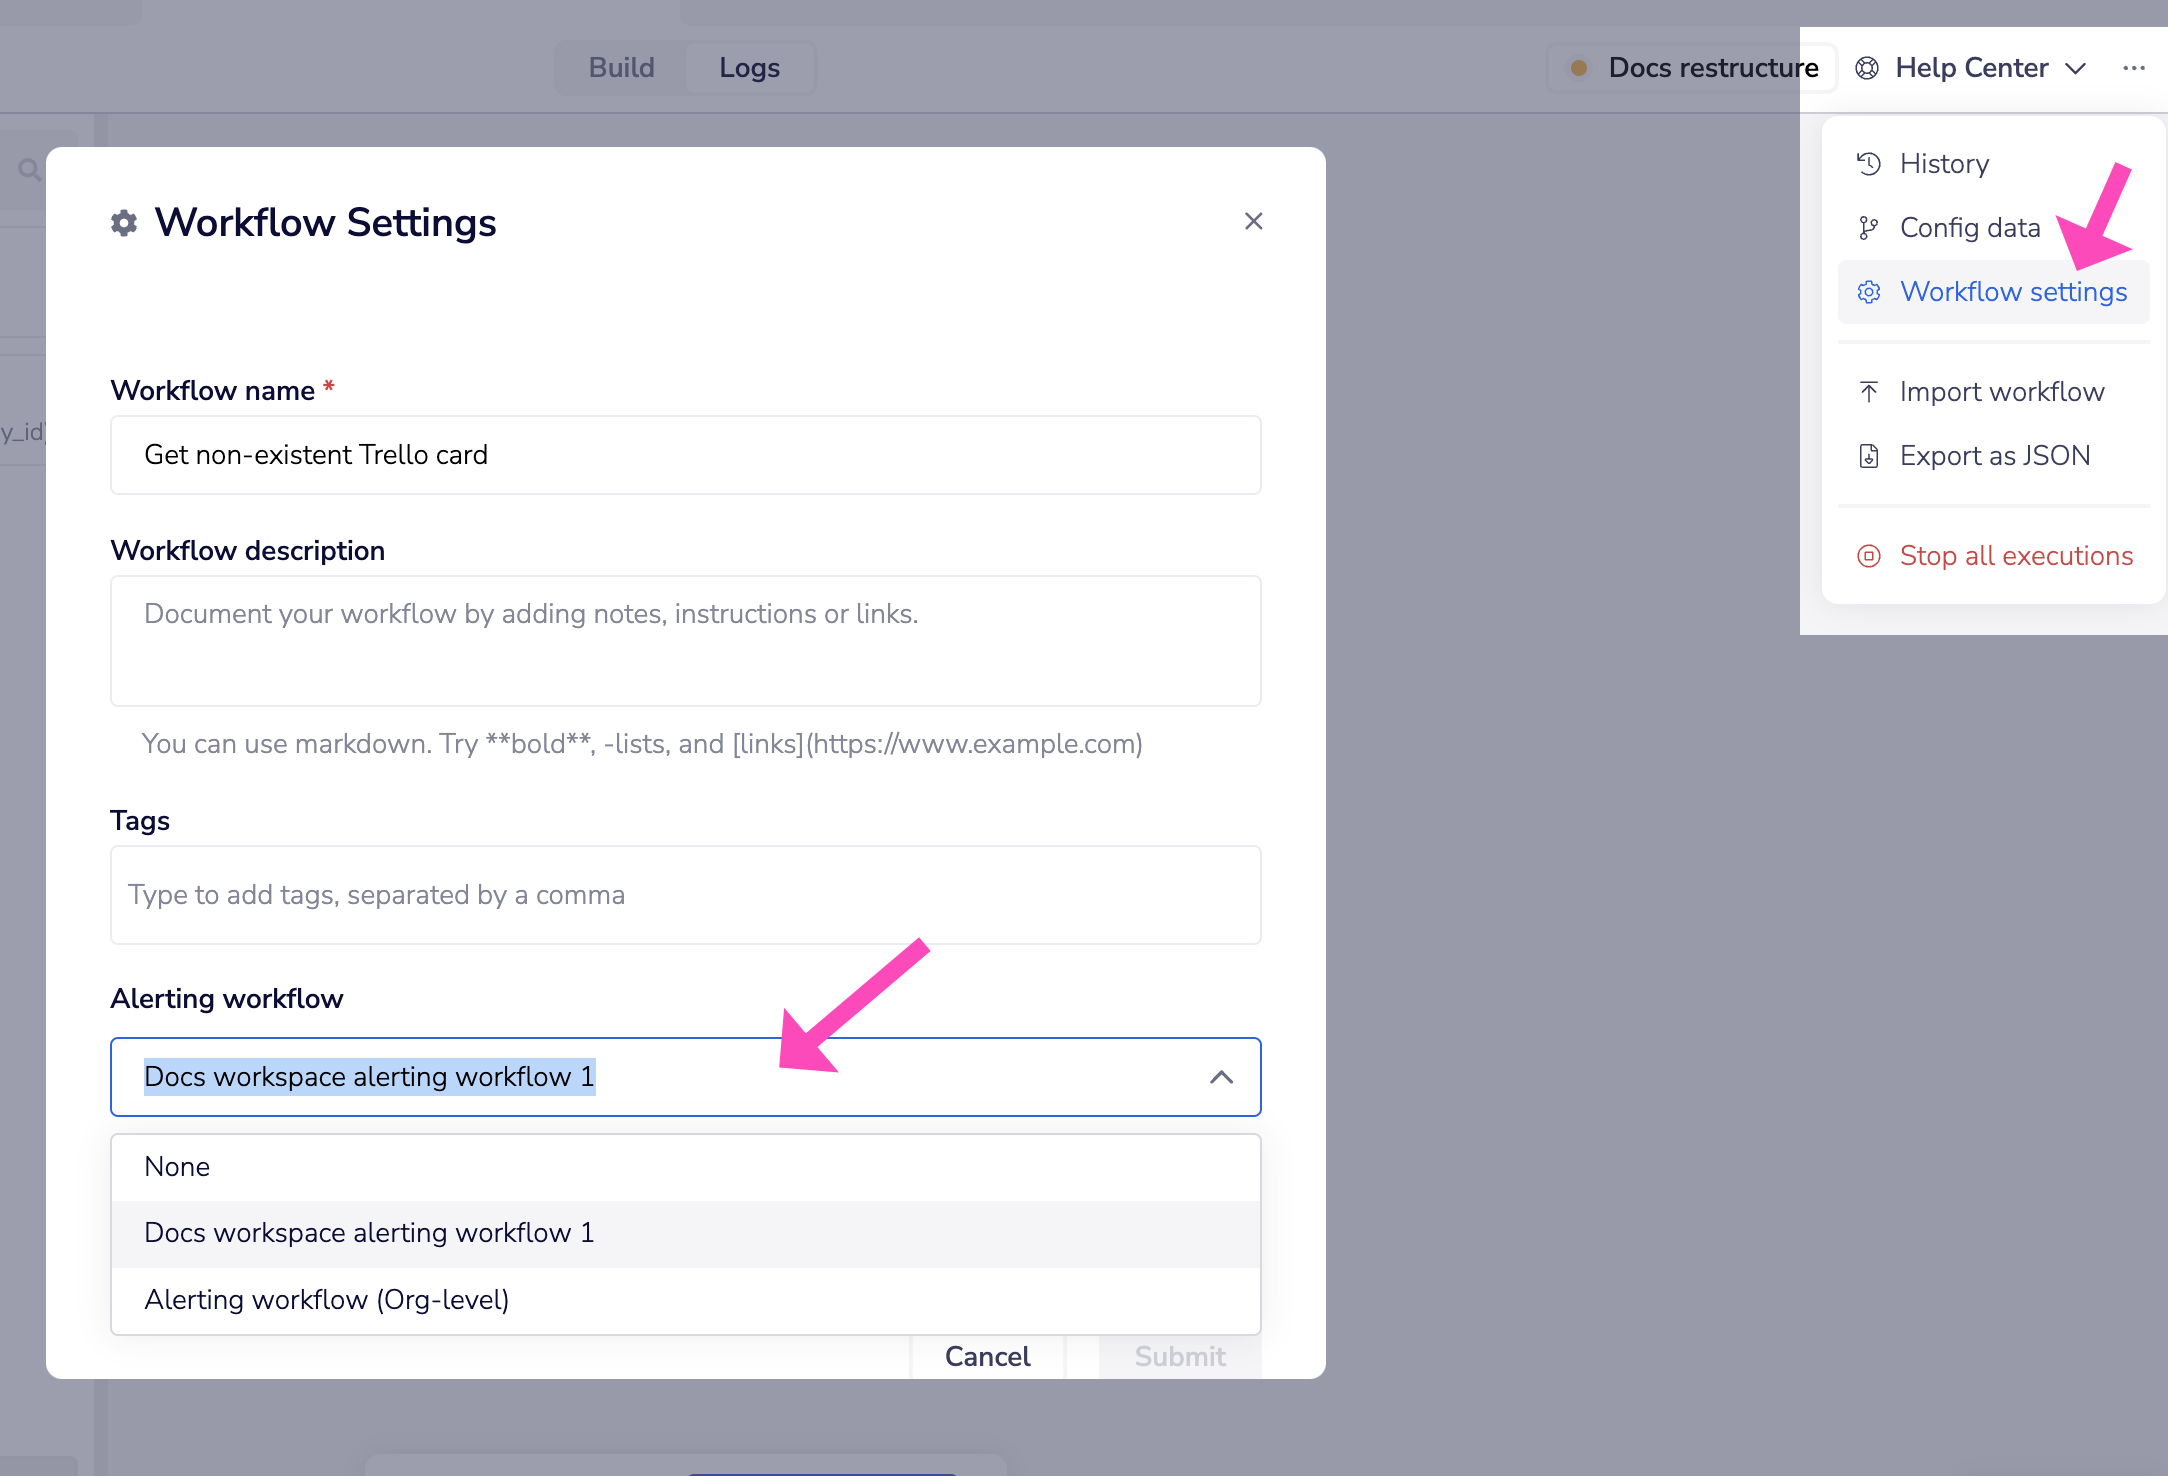 Build
Logs
Docs restructure
Help Center
History
Config data
Workflow settings
Import workflow
Export as JSON
Stop all executions
y_id
Workflow Settings
Workflow name *
Get non-existent Trello card
Workflow description
Document your workflow by adding notes, instructions or links.
You can use markdown. Try **bold**, -lists, and [links](https://www.example.com)
Tags
Type to add tags, separated by a comma
Alerting workflow
Docs workspace alerting workflow 1
None
Docs workspace alerting workflow 1
Alerting workflow (Org-level)
Cancel
Submit